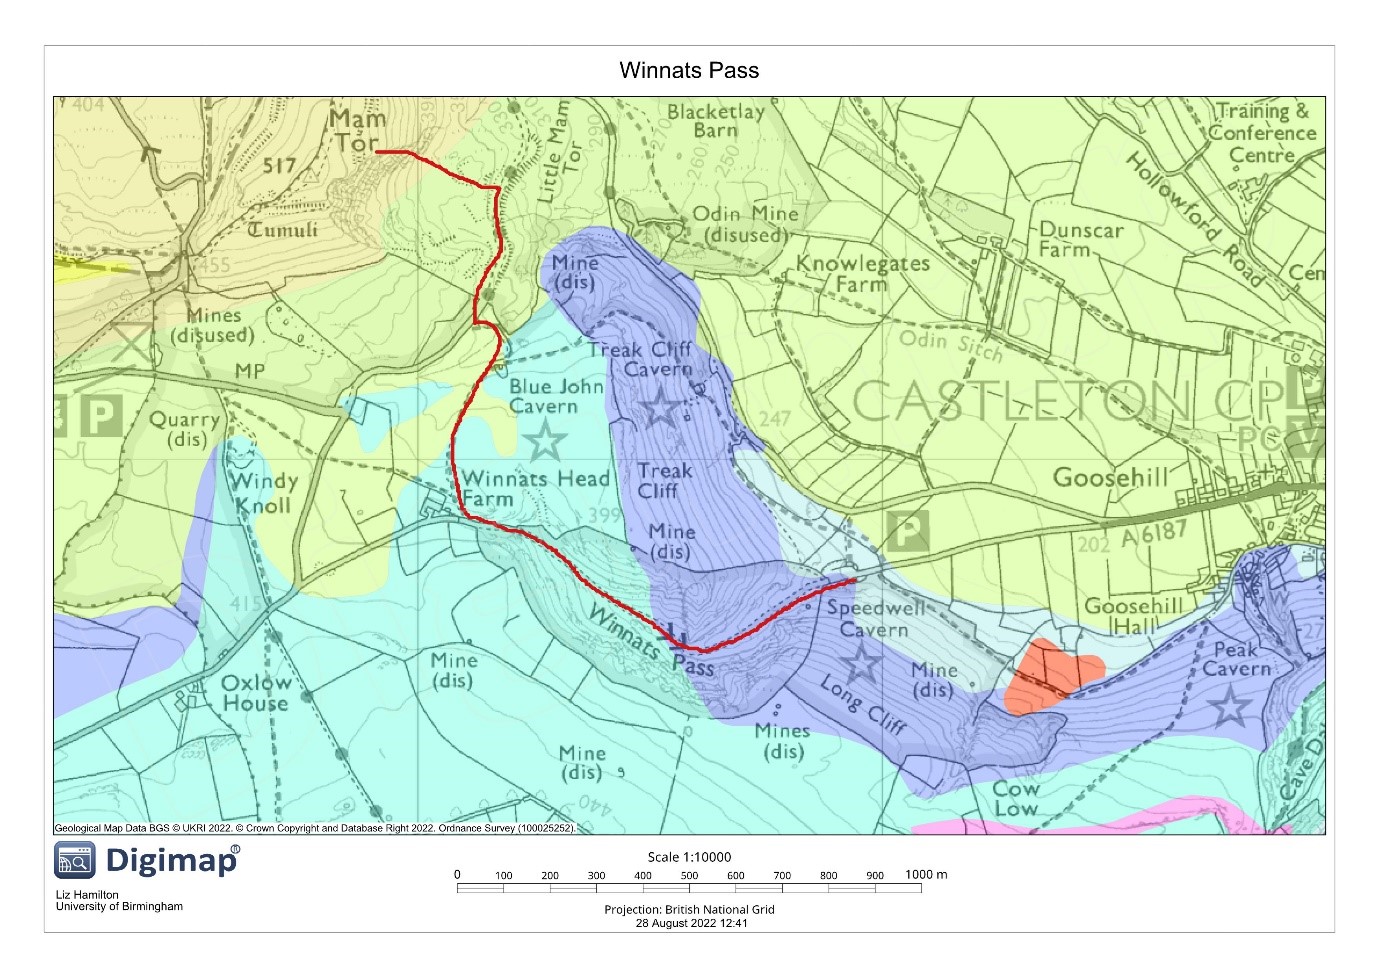 Winnats Pass
404
Mam
Tor
517
Tumuli
455
Little Mam
Tor
290
270
260
250
Blacketlay
Barn
Training &
Conference
Centre
Hollowford Road
Odin Mine
(disused)
Dunscar
Farm
Knowlegates
Farm
Cen
Mine
(dis)
Mines
(disused)
Odin Sitch
MP
Treak Cliff
Cavern
Blue John
Cavern
CASTLETON CP
P
Quarry
(dis)
247
PC
Windy
Knoll
Winnats Head
Farm
Treak
Cliff
Goosehill
399
Mine
(dis)
P
202
A 6187
415
Winnats
Pass
Speedwell
Cavern
Goosehill
Hall
Peak
Cavern
Mine
(dis)
Mine
(dis)
Oxlow
House
Long Cliff
Mines
(dis)
Mine
(dis)
Cow
Low
440
Geological Map Data BGS © UKRI 2022. © Crown Copyright and Database Right 2022. Ordnance Survey (100025252).
Digimap®
Scale 1:10000
0 100 200 300 400 500 600 700 800 900 1000 m
Liz Hamilton
University of Birmingham
Projection: British National Grid
28 August 2022 12:41